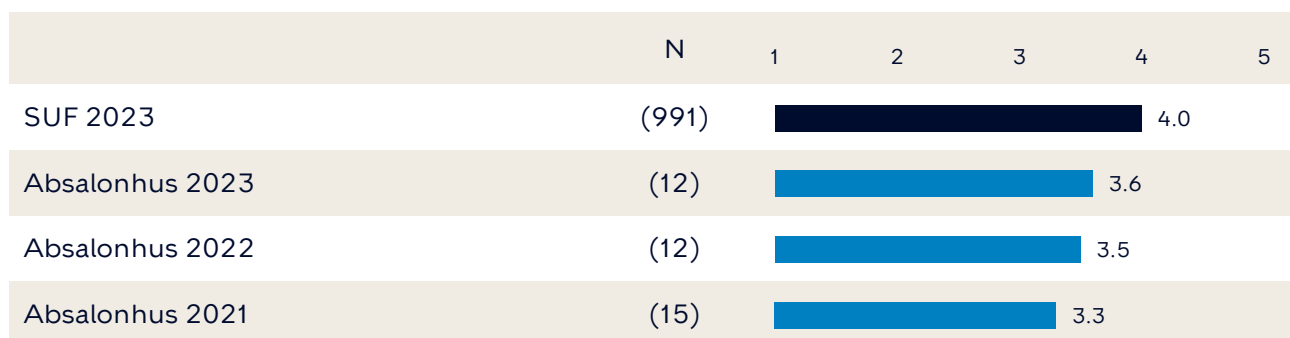 N 1 2 3 4 5
SUF 2023 (991) 4.0
Absalonhus 2023 (12) 3.6
Absalonhus 2022 (12) 3.5
Absalonhus 2021 (15) 3.3